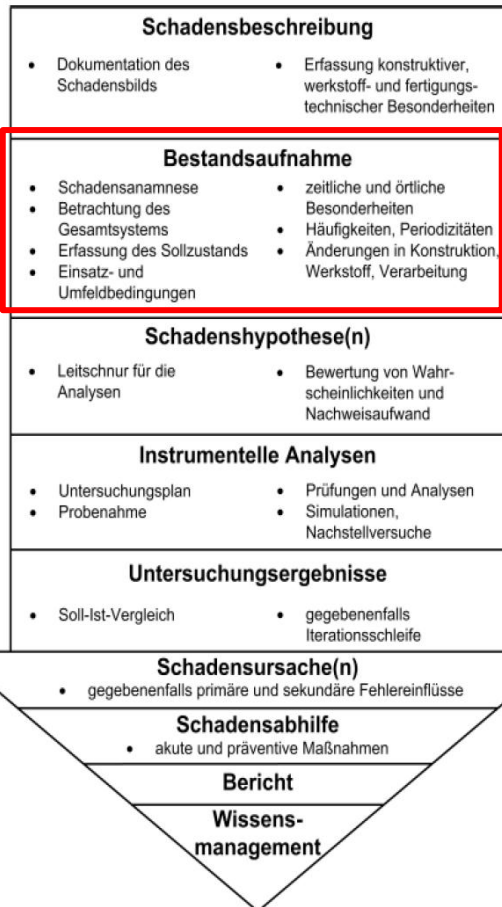 Schadensbeschreibung
• Dokumentation des
Schadensbilds
• Erfassung konstruktiver,
werkstoff- und fertigungs-
technischer Besonderheiten
Bestandsaufnahme
• Schadensanamnese
• Betrachtung des
Gesamtsystems
• Erfassung des Sollzustands
• Einsatz- und
Umfeldbedingungen
• zeitliche und örtliche
Besonderheiten
• Häufigkeiten, Periodizitäten
• Änderungen in Konstruktion,
Werkstoff, Verarbeitung
Schadenshypothese(n)
• Leitschnur für die
Analysen
• Bewertung von Wahr-
scheinlichkeiten und
Nachweisaufwand
Instrumentelle Analysen
• Untersuchungsplan
• Probenahme
• Prüfungen und Analysen
• Simulationen,
Nachstellversuche
Untersuchungsergebnisse
• Soll-Ist-Vergleich
• gegebenenfalls
Iterationsschleife
Schadensursache(n)
• gegebenenfalls primäre und sekundäre Fehlereinflüsse
Schadensabhilfe
• akute und präventive Maßnahmen
Bericht
Wissens-
management